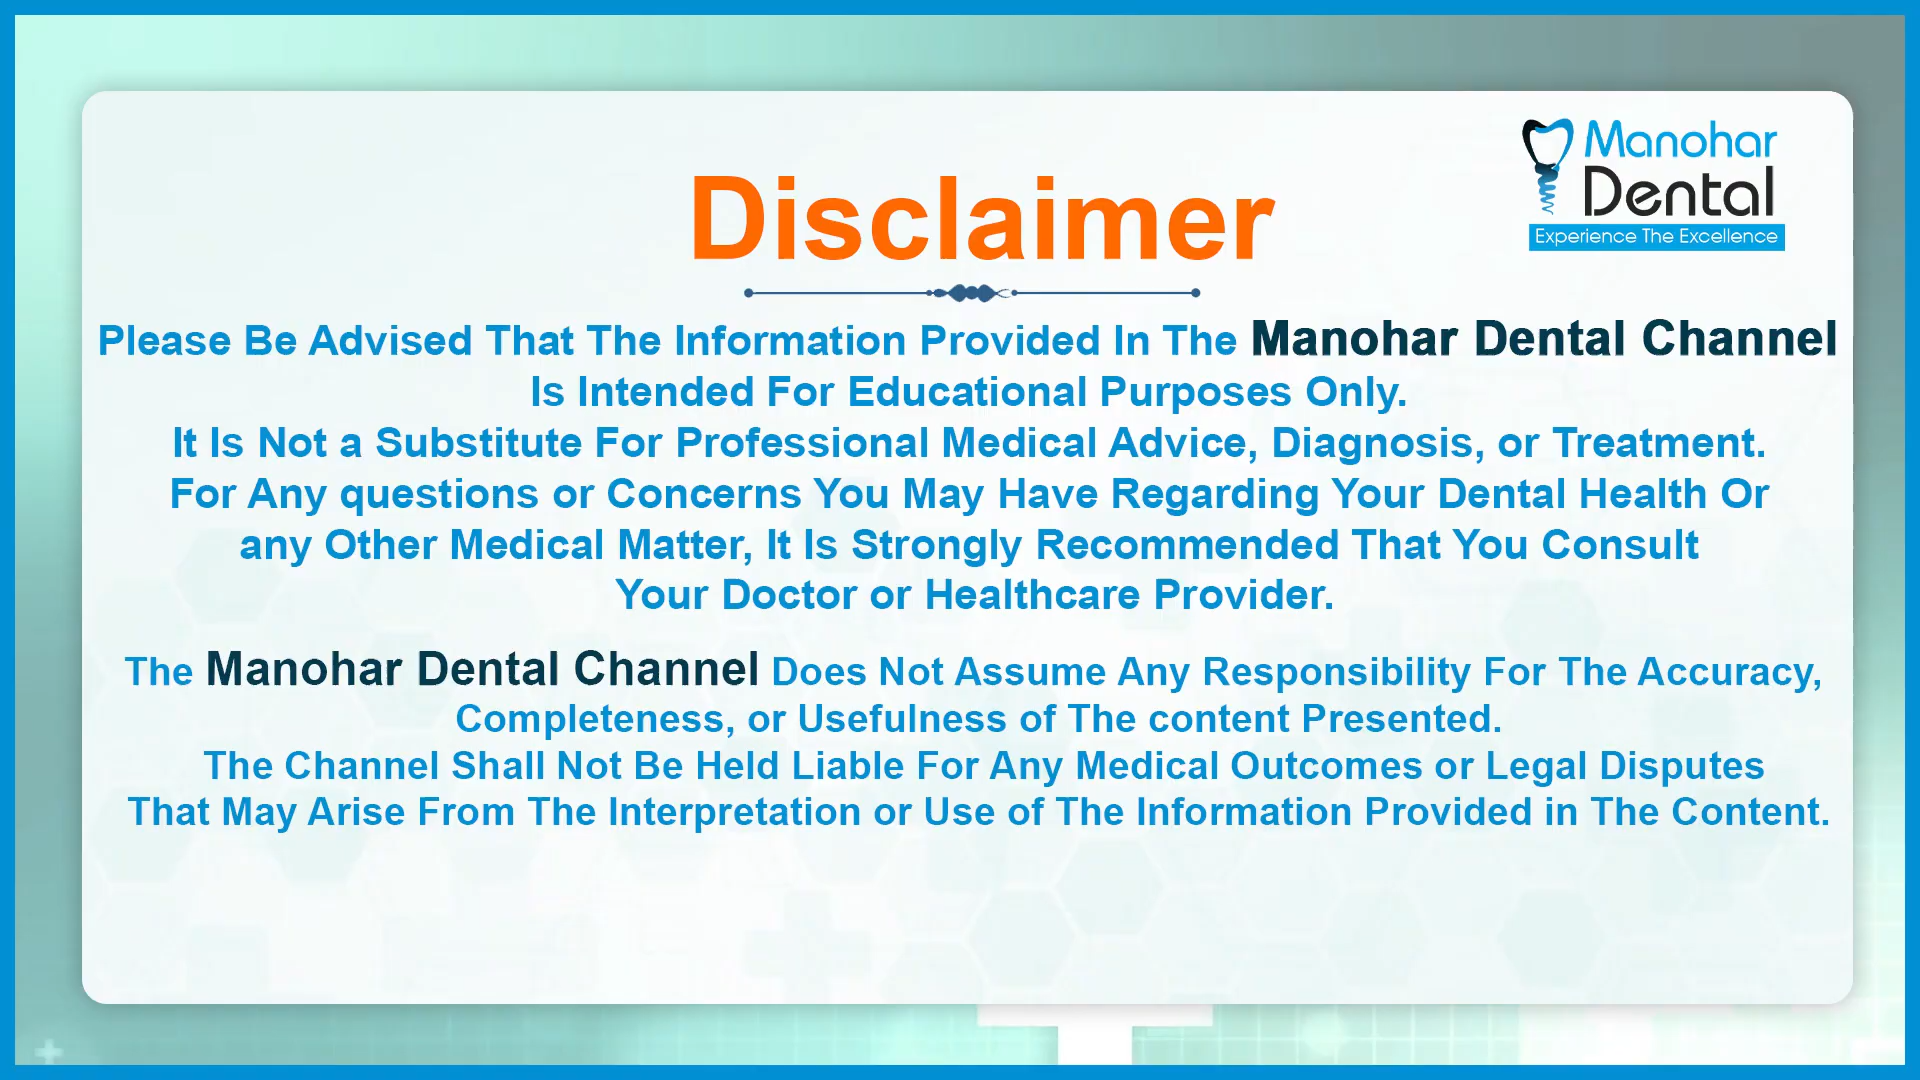 Manohar
Dental
Experience The Excellence
Disclaimer
Please Be Advised That The Information Provided In The Manohar Dental Channel
Is Intended For Educational Purposes Only.
It Is Not a Substitute For Professional Medical Advice, Diagnosis, or Treatment.
For Any questions or Concerns You May Have Regarding Your Dental Health Or
any Other Medical Matter, It Is Strongly Recommended That You Consult
Your Doctor or Healthcare Provider.
The Manohar Dental Channel Does Not Assume Any Responsibility For The Accuracy,
Completeness, or Usefulness of The content Presented.
The Channel Shall Not Be Held Liable For Any Medical Outcomes or Legal Disputes
That May Arise From The Interpretation or Use of The Information Provided in The Content.